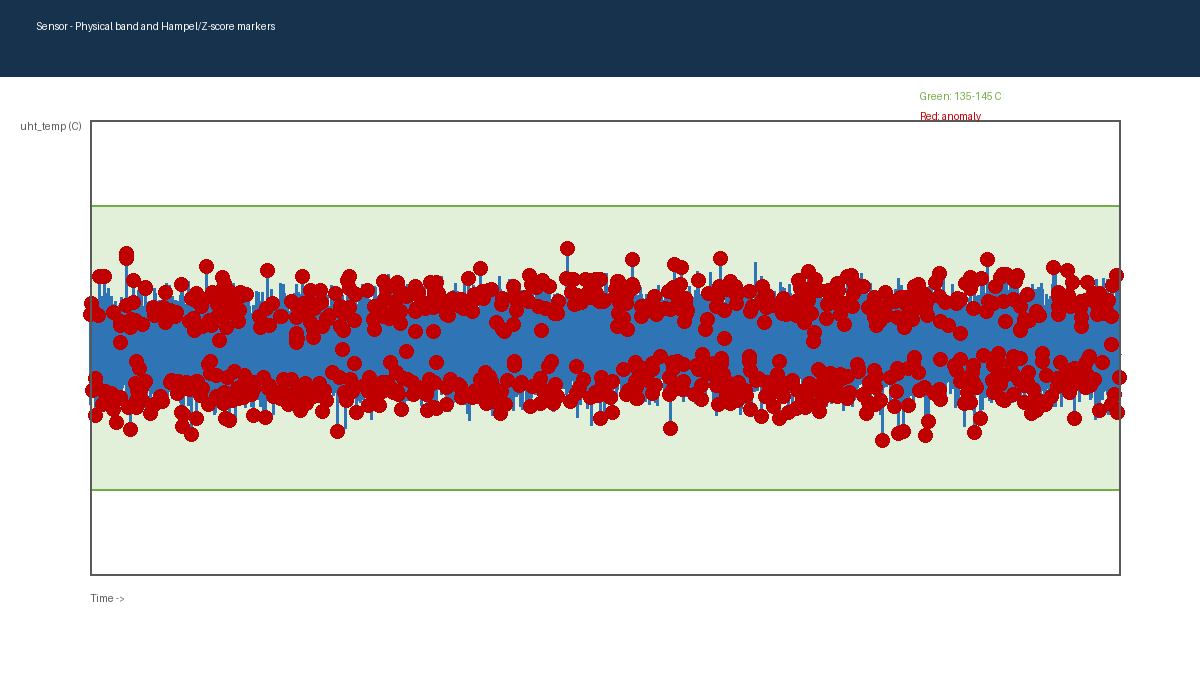 Sensor - Physical band and Hampel/Z-score markers
Green: 135-145 C
Red: anomaly
uht_temp (C)
Time ->